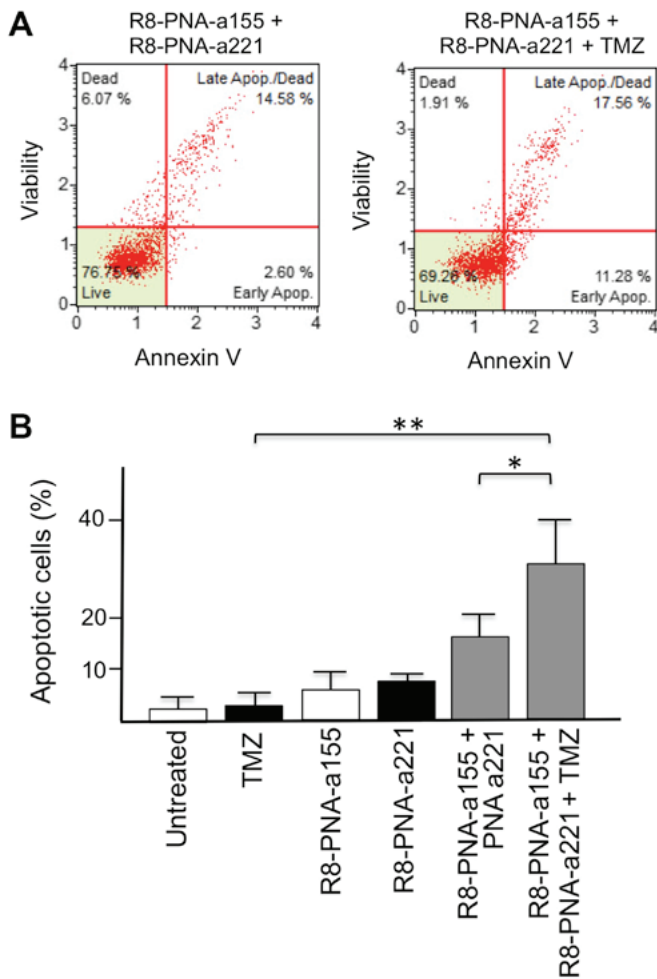 A
R8-PNA-a155 +
R8-PNA-a221
R8-PNA-a155 +
R8-PNA-a221 + TMZ
4
3
2
1
0
Viability
Dead
6.07 %
Late Apop./Dead
14.58 %
76.75 %
Live
2.60 %
Early Apop.
0 1 2 3 4
Annexin V
4
3
2
1
0
Viability
Dead
1.91 %
Late Apop./Dead
17.56 %
69.26 %
Live
11.28 %
Early Apop.
0 1 2 3 4
Annexin V
B
**
*
Apoptotic cells (%)
40
20
10
Untreated
TMZ
R8-PNA-a155
R8-PNA-a221
R8-PNA-a155 +
PNA a221
R8-PNA-a155 +
R8-PNA-a221 + TMZ